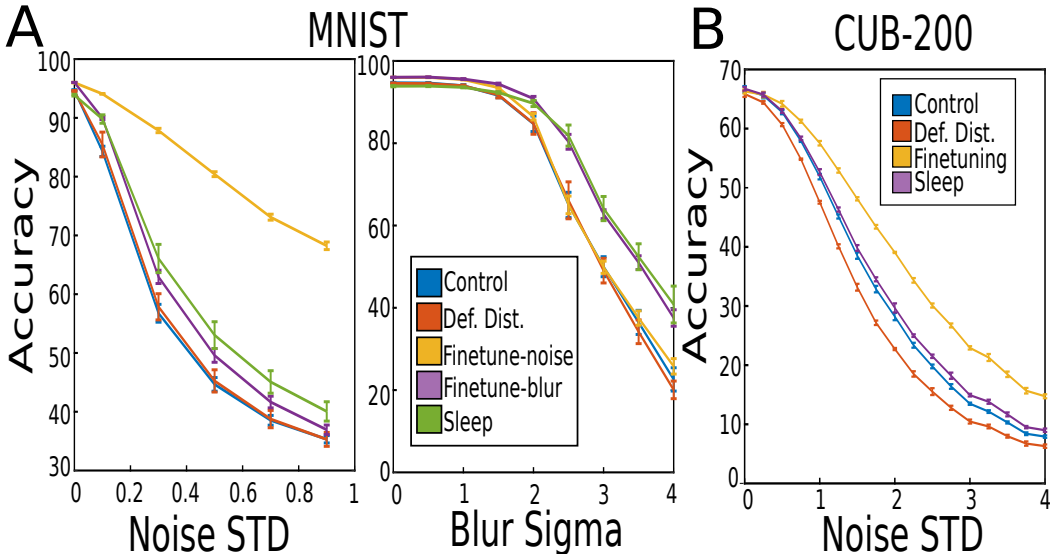 A
MNIST
B
CUB-200
Accuracy
100
90
80
70
60
50
40
30
0
0.2
0.4
0.6
0.8
1
Noise STD
100
80
60
40
20
0
0
1
2
3
4
Blur Sigma
Control
Def. Dist.
Finetune-noise
Finetune-blur
Sleep
Accuracy
70
60
50
40
30
20
10
0
0
1
2
3
4
Noise STD
Control
Def. Dist.
Finetuning
Sleep